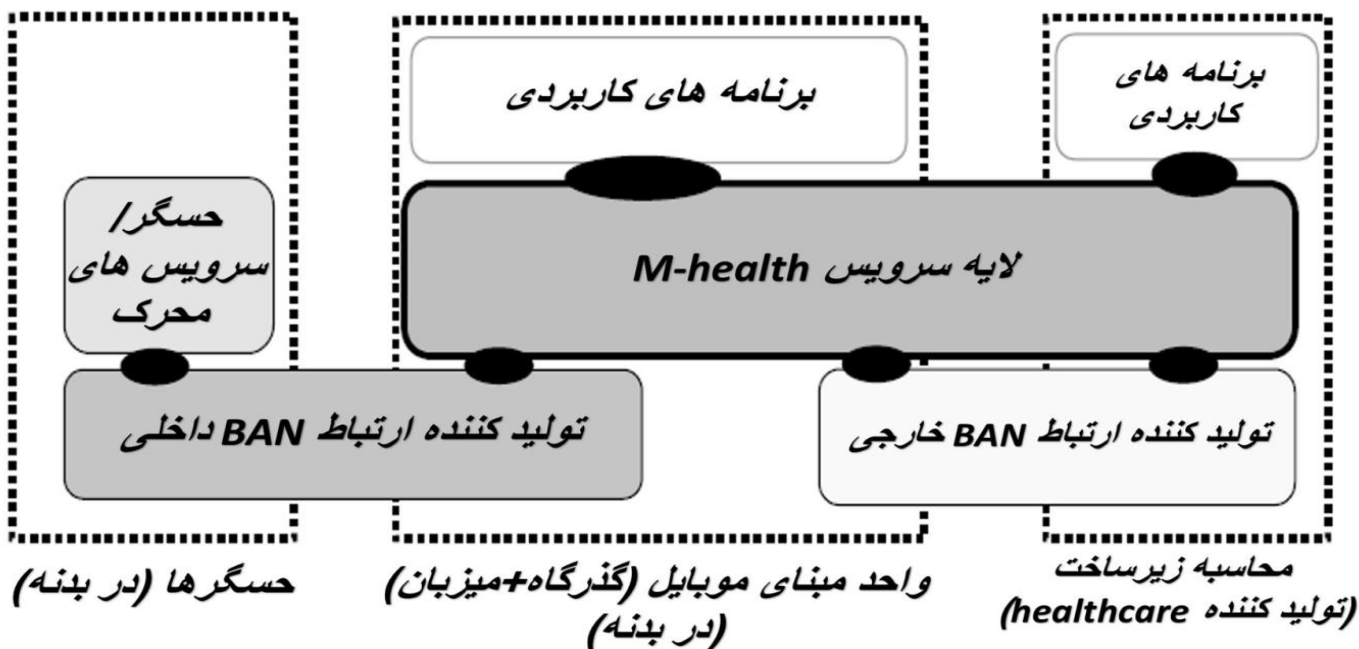 برنامه های
کاربردی
برنامه های کاربردی
حسگر/
سرویس های
محرک
لایه سرویس M-health
تولید کننده ارتباط BAN داخلی
تولید کننده ارتباط BAN خارجی
محاسبه زیرساخت
(تولید کننده healthcare)
واحد مبنای موبایل (گذرگاه+میزبان)
(در بدنه)
حسگرها (در بدنه)